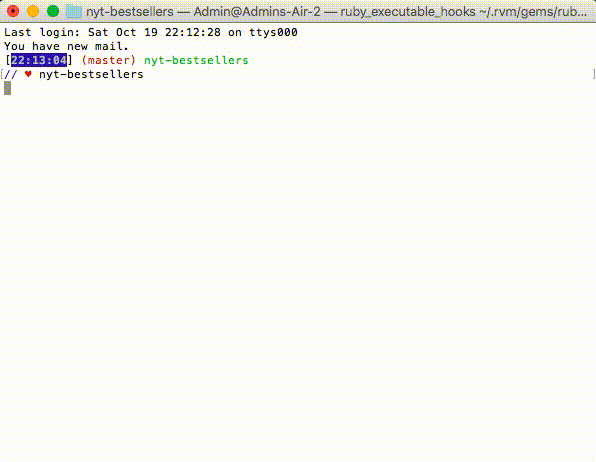 nyt-bestsellers — Admin@Admins-Air-2 — ruby_executable_hooks ~/.rvm/gems/rub...
Last login: Sat Oct 19 22:12:28 on ttys000
You have new mail.
[22:13:04] (master) nyt-bestsellers
// ♥ nyt-bestsellers